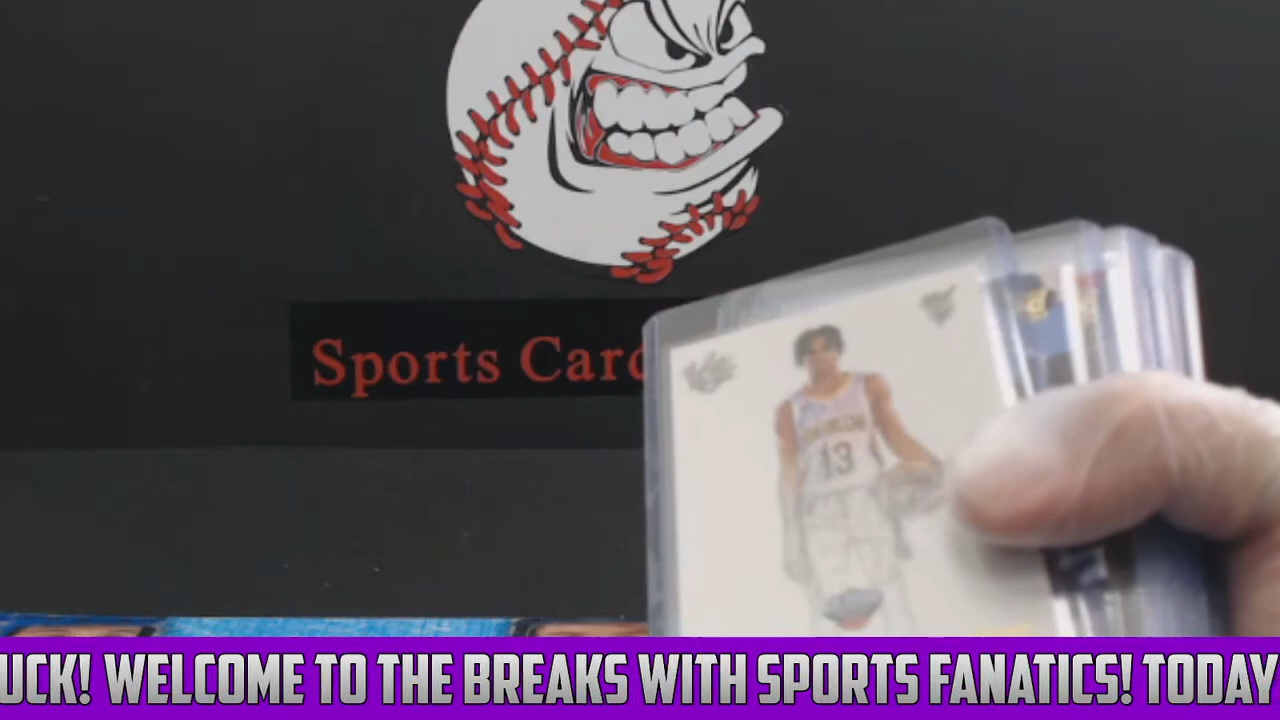 Sports Card
13
UCK! WELCOME TO THE BREAKS WITH SPORTS FANATICS! TODAY